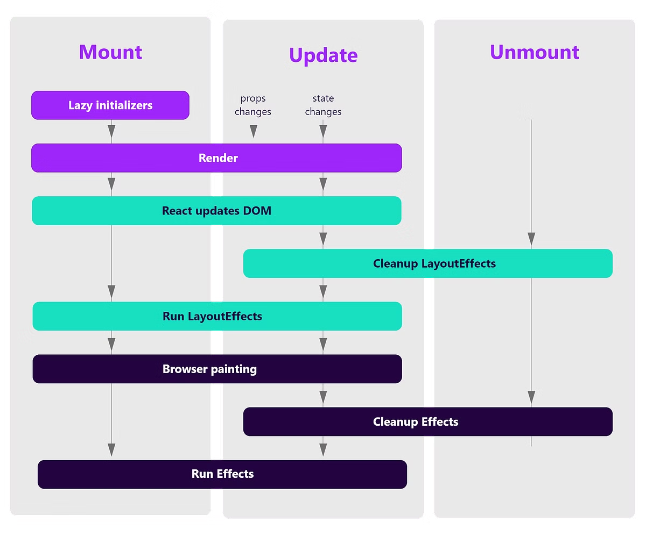 Mount
Update
Unmount
Lazy initializers
props
changes
state
changes
Render
React updates DOM
Cleanup LayoutEffects
Run LayoutEffects
Browser painting
Cleanup Effects
Run Effects